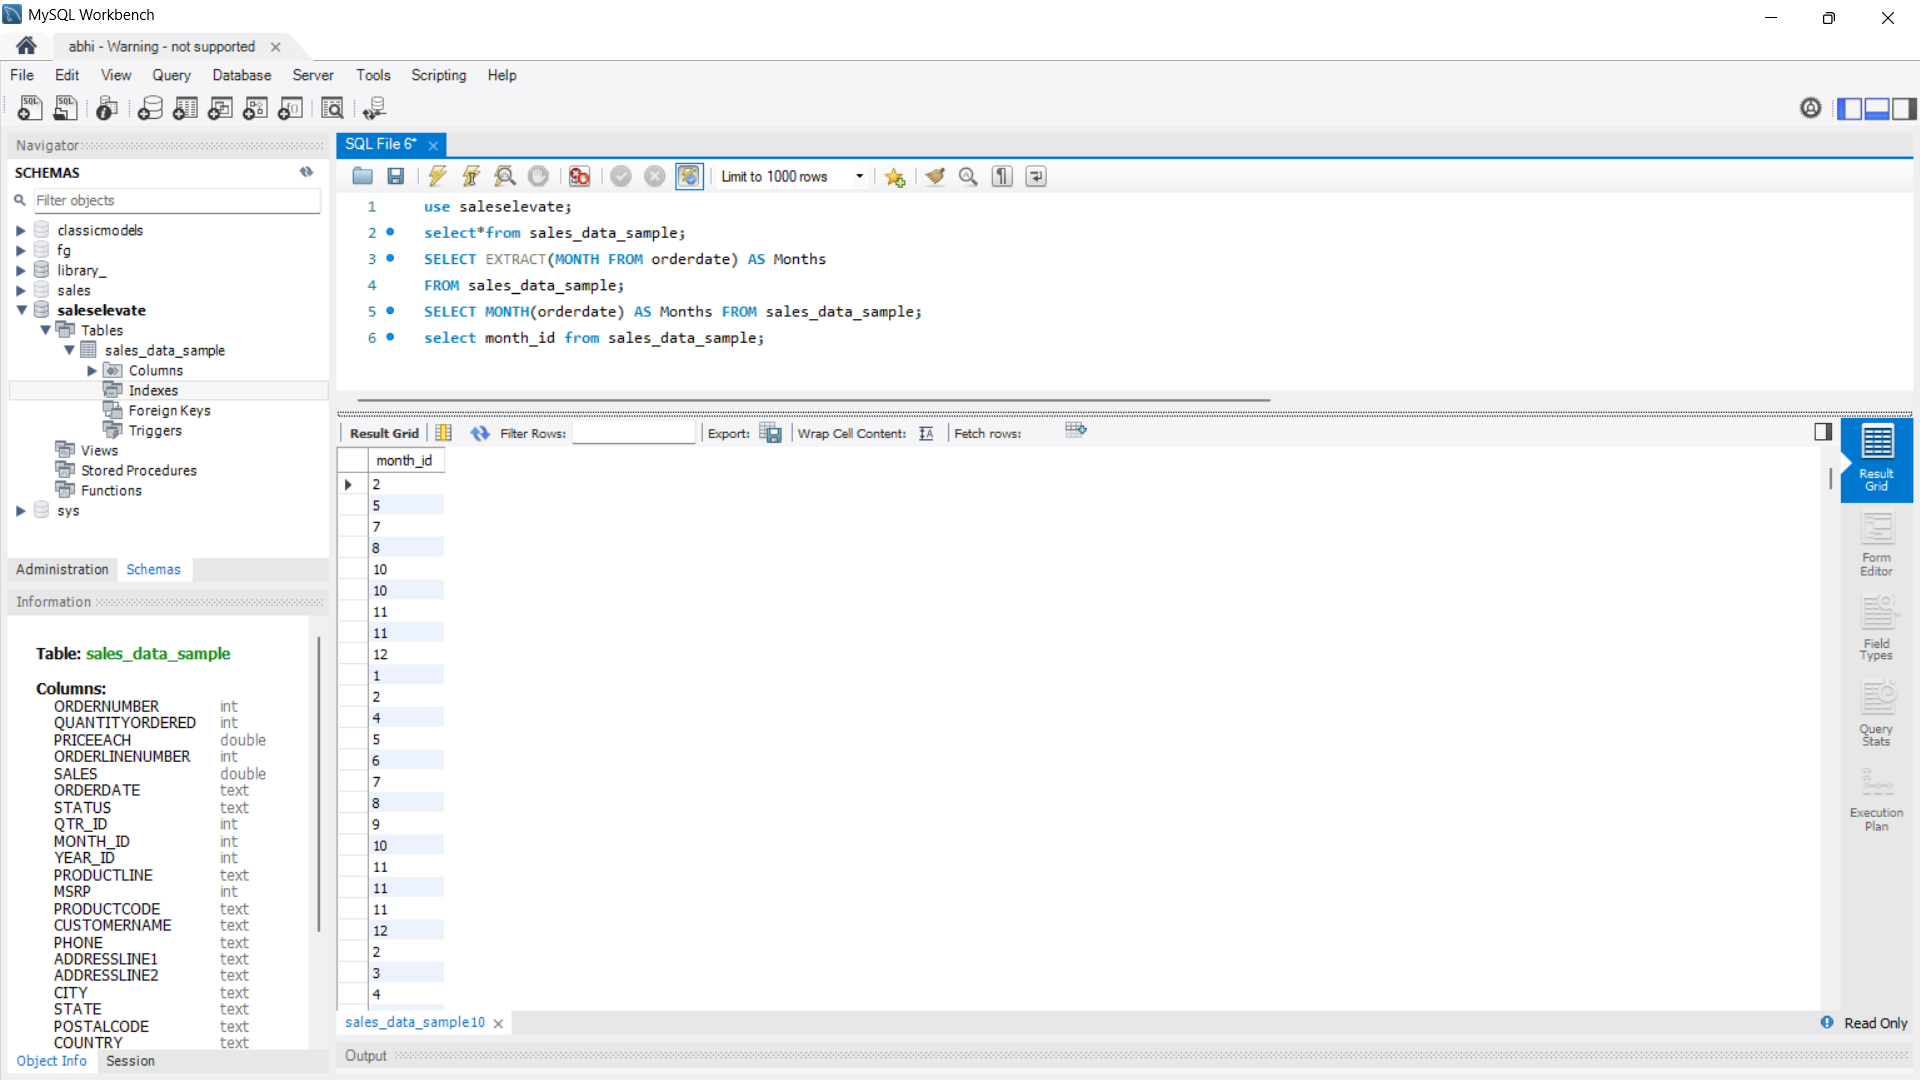 MySQL Workbench
abhi - Warning - not supported
File Edit View Query Database Server Tools Scripting Help
Navigator
SCHEMAS
Filter objects
classicmodels
fg
library_
sales
saleselevate
Tables
sales_data_sample
Columns
Indexes
Foreign Keys
Triggers
Views
Stored Procedures
Functions
sys
Administration Schemas
Information
Table: sales_data_sample
Columns:
ORDERNUMBER int
QUANTITYORDERED int
PRICEEACH double
ORDERLINENUMBER int
SALES double
ORDERDATE text
STATUS text
QTR_ID int
MONTH_ID int
YEAR_ID int
PRODUCTLINE text
MSRP int
PRODUCTCODE text
CUSTOMERNAME text
PHONE text
ADDRESSLINE1 text
ADDRESSLINE2 text
CITY text
STATE text
POSTALCODE text
COUNTRY text
Object Info Session
SQL File 6*
Limit to 1000 rows
1 use saleselevate;
2 select*from sales_data_sample;
3 SELECT EXTRACT(MONTH FROM orderdate) AS Months
4 FROM sales_data_sample;
5 SELECT MONTH(orderdate) AS Months FROM sales_data_sample;
6 select month_id from sales_data_sample;
Result Grid Filter Rows: Export: Wrap Cell Content: Fetch rows:
month_id
2
5
7
8
10
10
11
11
12
1
2
4
5
6
7
8
9
10
11
11
11
12
2
3
4
Result
Grid
Form
Editor
Field
Types
Query
Stats
Execution
Plan
sales_data_sample10
Read Only
Output